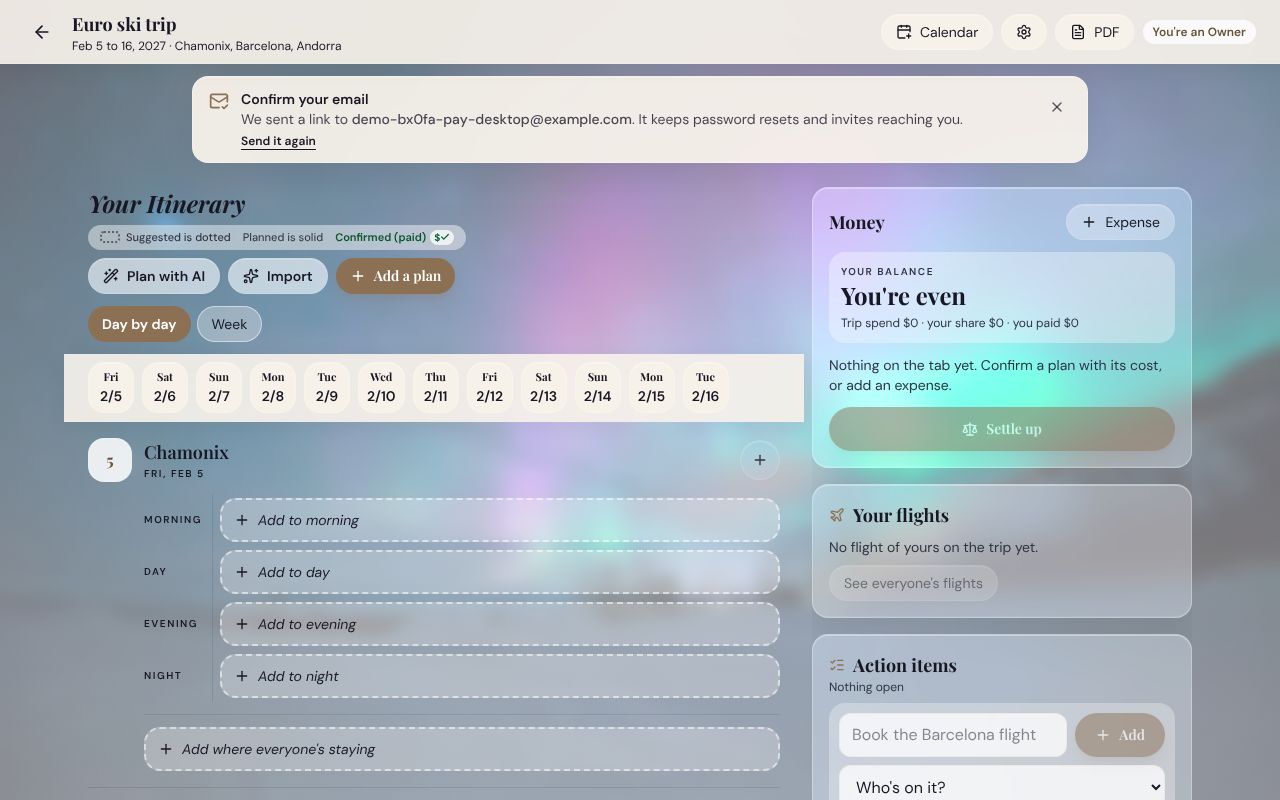 Euro ski trip
Feb 5 to 16, 2027 · Chamonix, Barcelona, Andorra
Calendar
PDF
You're an Owner
Confirm your email
We sent a link to demo-bx0fa-pay-desktop@example.com. It keeps password resets and invites reaching you.
Send it again
Your Itinerary
Suggested is dotted Planned is solid Confirmed (paid) $✓
Plan with AI
Import
Add a plan
Day by day
Week
Fri Sat Sun Mon Tue Wed Thu Fri Sat Sun Mon Tue
2/5 2/6 2/7 2/8 2/9 2/10 2/11 2/12 2/13 2/14 2/15 2/16
5
Chamonix
FRI, FEB 5
MORNING
Add to morning
DAY
Add to day
EVENING
Add to evening
NIGHT
Add to night
Add where everyone's staying
Money
Expense
YOUR BALANCE
You're even
Trip spend $0 · your share $0 · you paid $0
Nothing on the tab yet. Confirm a plan with its cost,
or add an expense.
Settle up
Your flights
No flight of yours on the trip yet.
See everyone's flights
Action items
Nothing open
Book the Barcelona flight
Add
Who's on it?